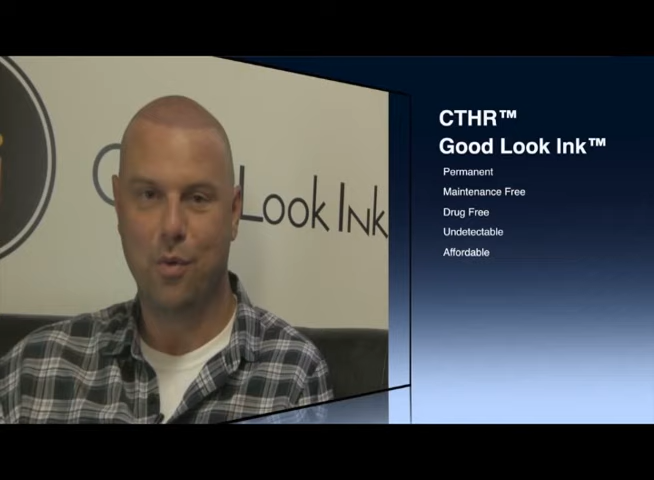 Look Ink
CTHR™
Good Look Ink™
Permanent
Maintenance Free
Drug Free
Undetectable
Affordable